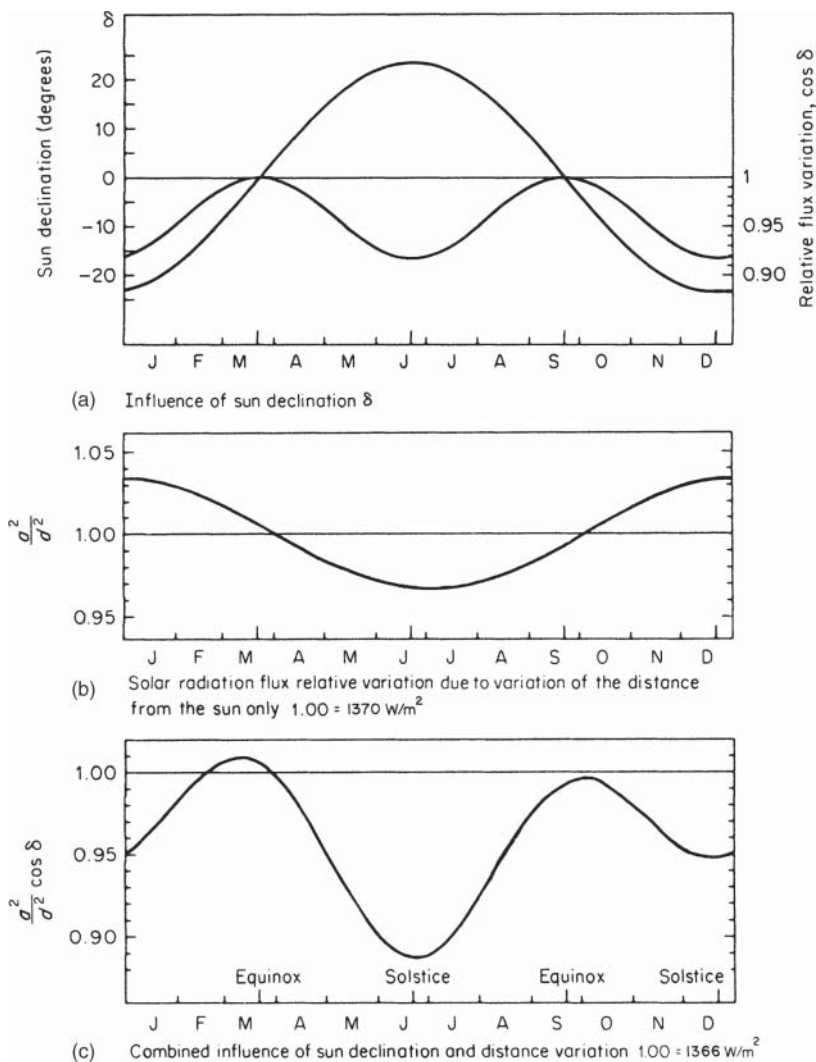 δ
Sun declination (degrees)
20
10
0
-10
-20
Relative flux variation, cos δ
1
0.95
0.90
J F M A M J J A S O N D
(a) Influence of sun declination δ
a²/d²
1.05
1.00
0.95
J F M A M J J A S O N D
(b) Solar radiation flux relative variation due to variation of the distance
from the sun only 1.00 = 1370 W/m²
a²/d² cos δ
1.00
0.95
0.90
Equinox Solstice Equinox Solstice
J F M A M J J A S O N D
(c) Combined influence of sun declination and distance variation 1.00 = 1366 W/m²